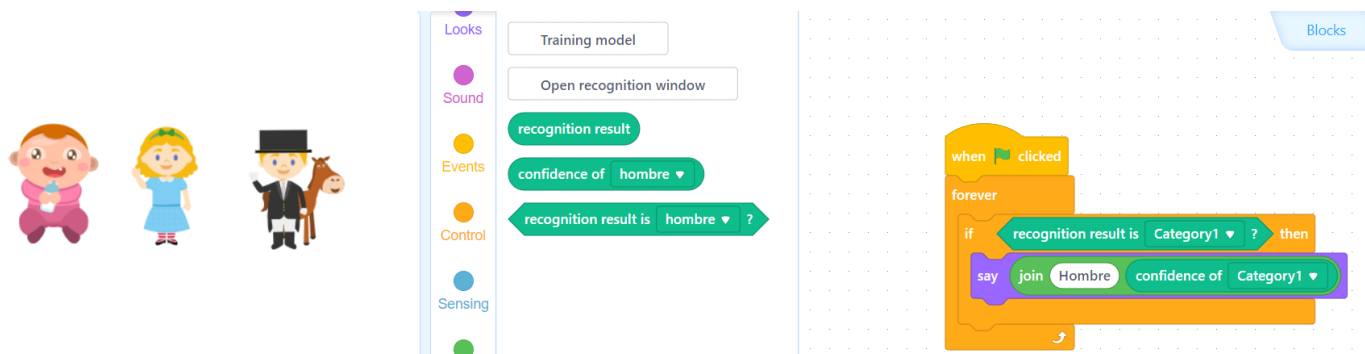 Looks
Sound
Events
Control
Sensing
Training model
Open recognition window
recognition result
confidence of hombre
recognition result is hombre ?
Blocks
when clicked
forever
if recognition result is Category1 ? then
say join Hombre confidence of Category1